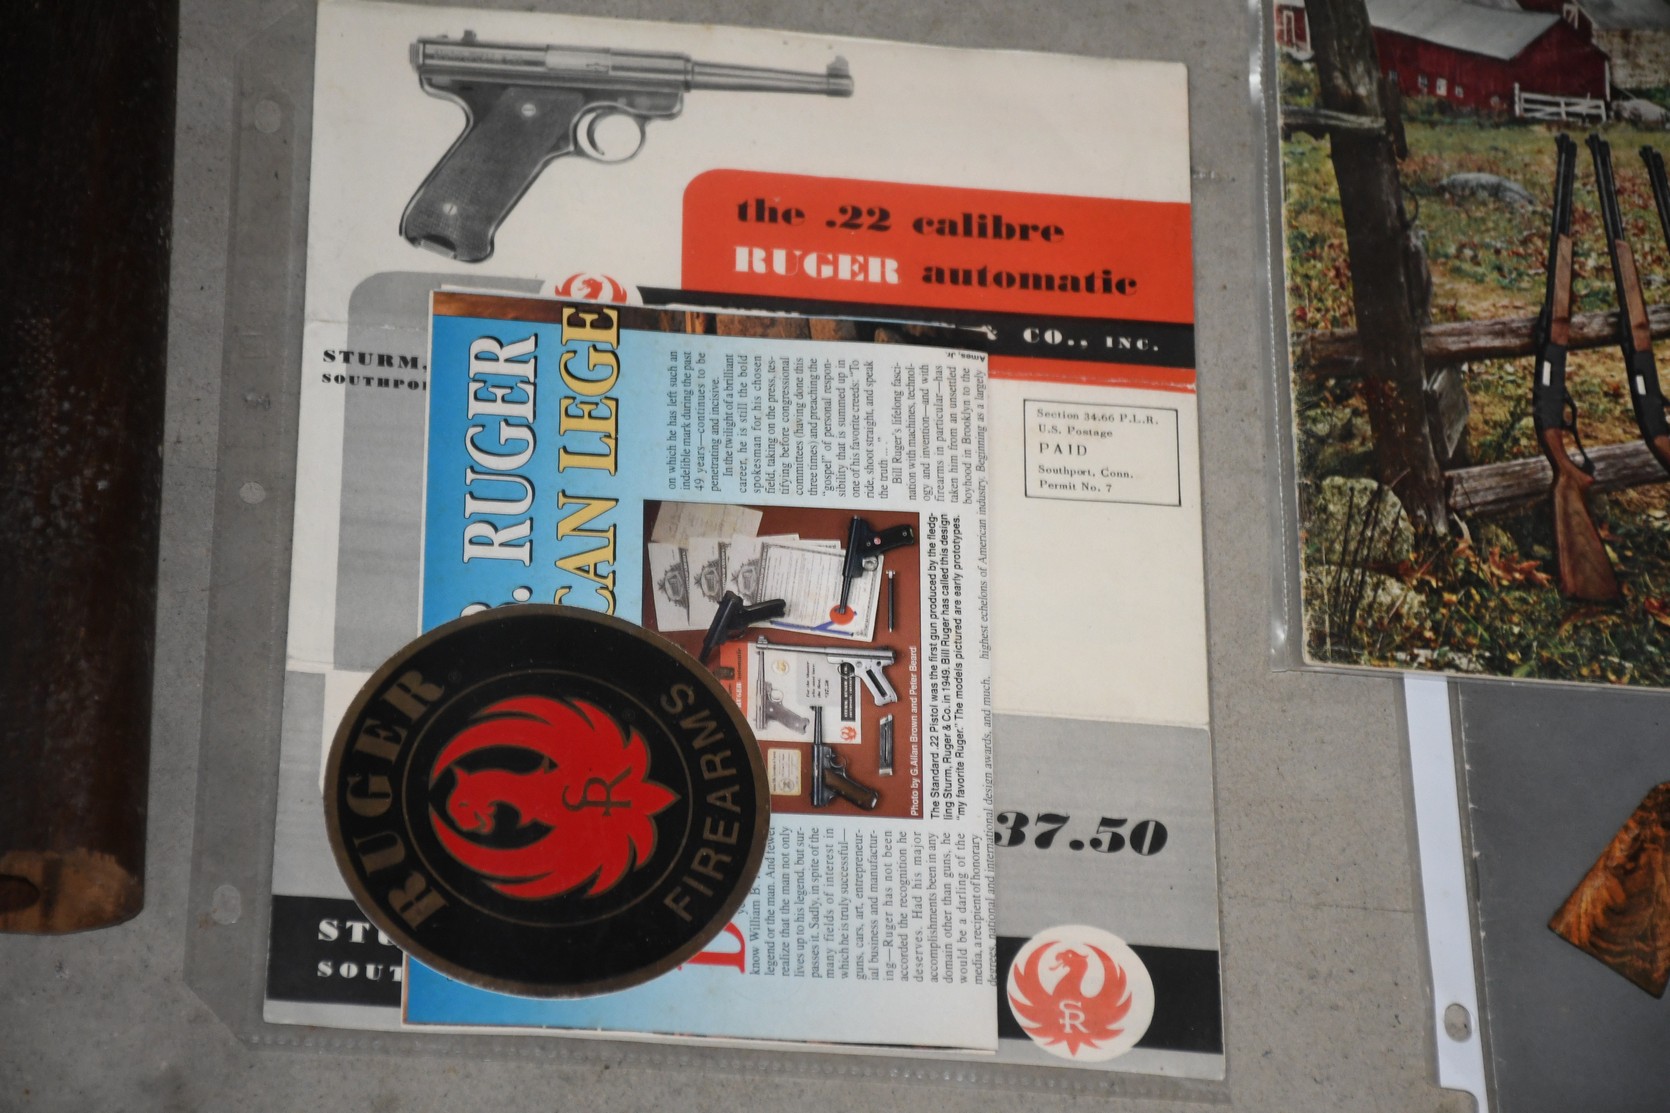 the .22 calibre
RUGER automatic
& CO., INC.
STURM,
Section 34.66 P.L.R.
U.S. Postage
PAID
Southport, Conn.
Permit No. 7
37.50
SR
RUGER
FIREARMS
SR
RUGER
CAN LEGE
on which he has left such an
indelible mark during the past
49 years—continues to be
penetrating and incisive.
In the twilight of a brilliant
career, he is still the bold
spokesman for his chosen
field, taking on the press, tes-
tifying before congressional
committees (having done this
three times) and preaching the
"gospel" of personal respon-
sibility that is summed up in
one of his favorite creeds: "To
ride, shoot straight, and speak
the truth ..."
Bill Ruger's lifelong fasci-
nation with machines, technol-
ogy and invention—and with
firearms in particular—has
taken him from an unsettled
boyhood in Brooklyn to the
highest echelons of American industry. Beginning as a largely
Ames, Jr.
Photo by G.Allan Brown and Peter Beard
The Standard .22 Pistol was the first gun produced by the fledg-
ling Sturm, Ruger & Co. in 1949. Bill Ruger has called this design
"my favorite Ruger." The models pictured are early prototypes.
know William B.
legend or the man. And fewer
realize that the man not only
lives up to his legend, but sur-
passes it. Sadly, in spite of the
many fields of interest in
which he is truly successful—
guns, cars, art, entrepreneur-
ial business and manufactur-
ing—Ruger has not been
accorded the recognition he
deserves. Had his major
accomplishments been in any
domain other than guns, he
would be a darling of the
media, a recipient of honorary
degrees, national and international design awards, and much,